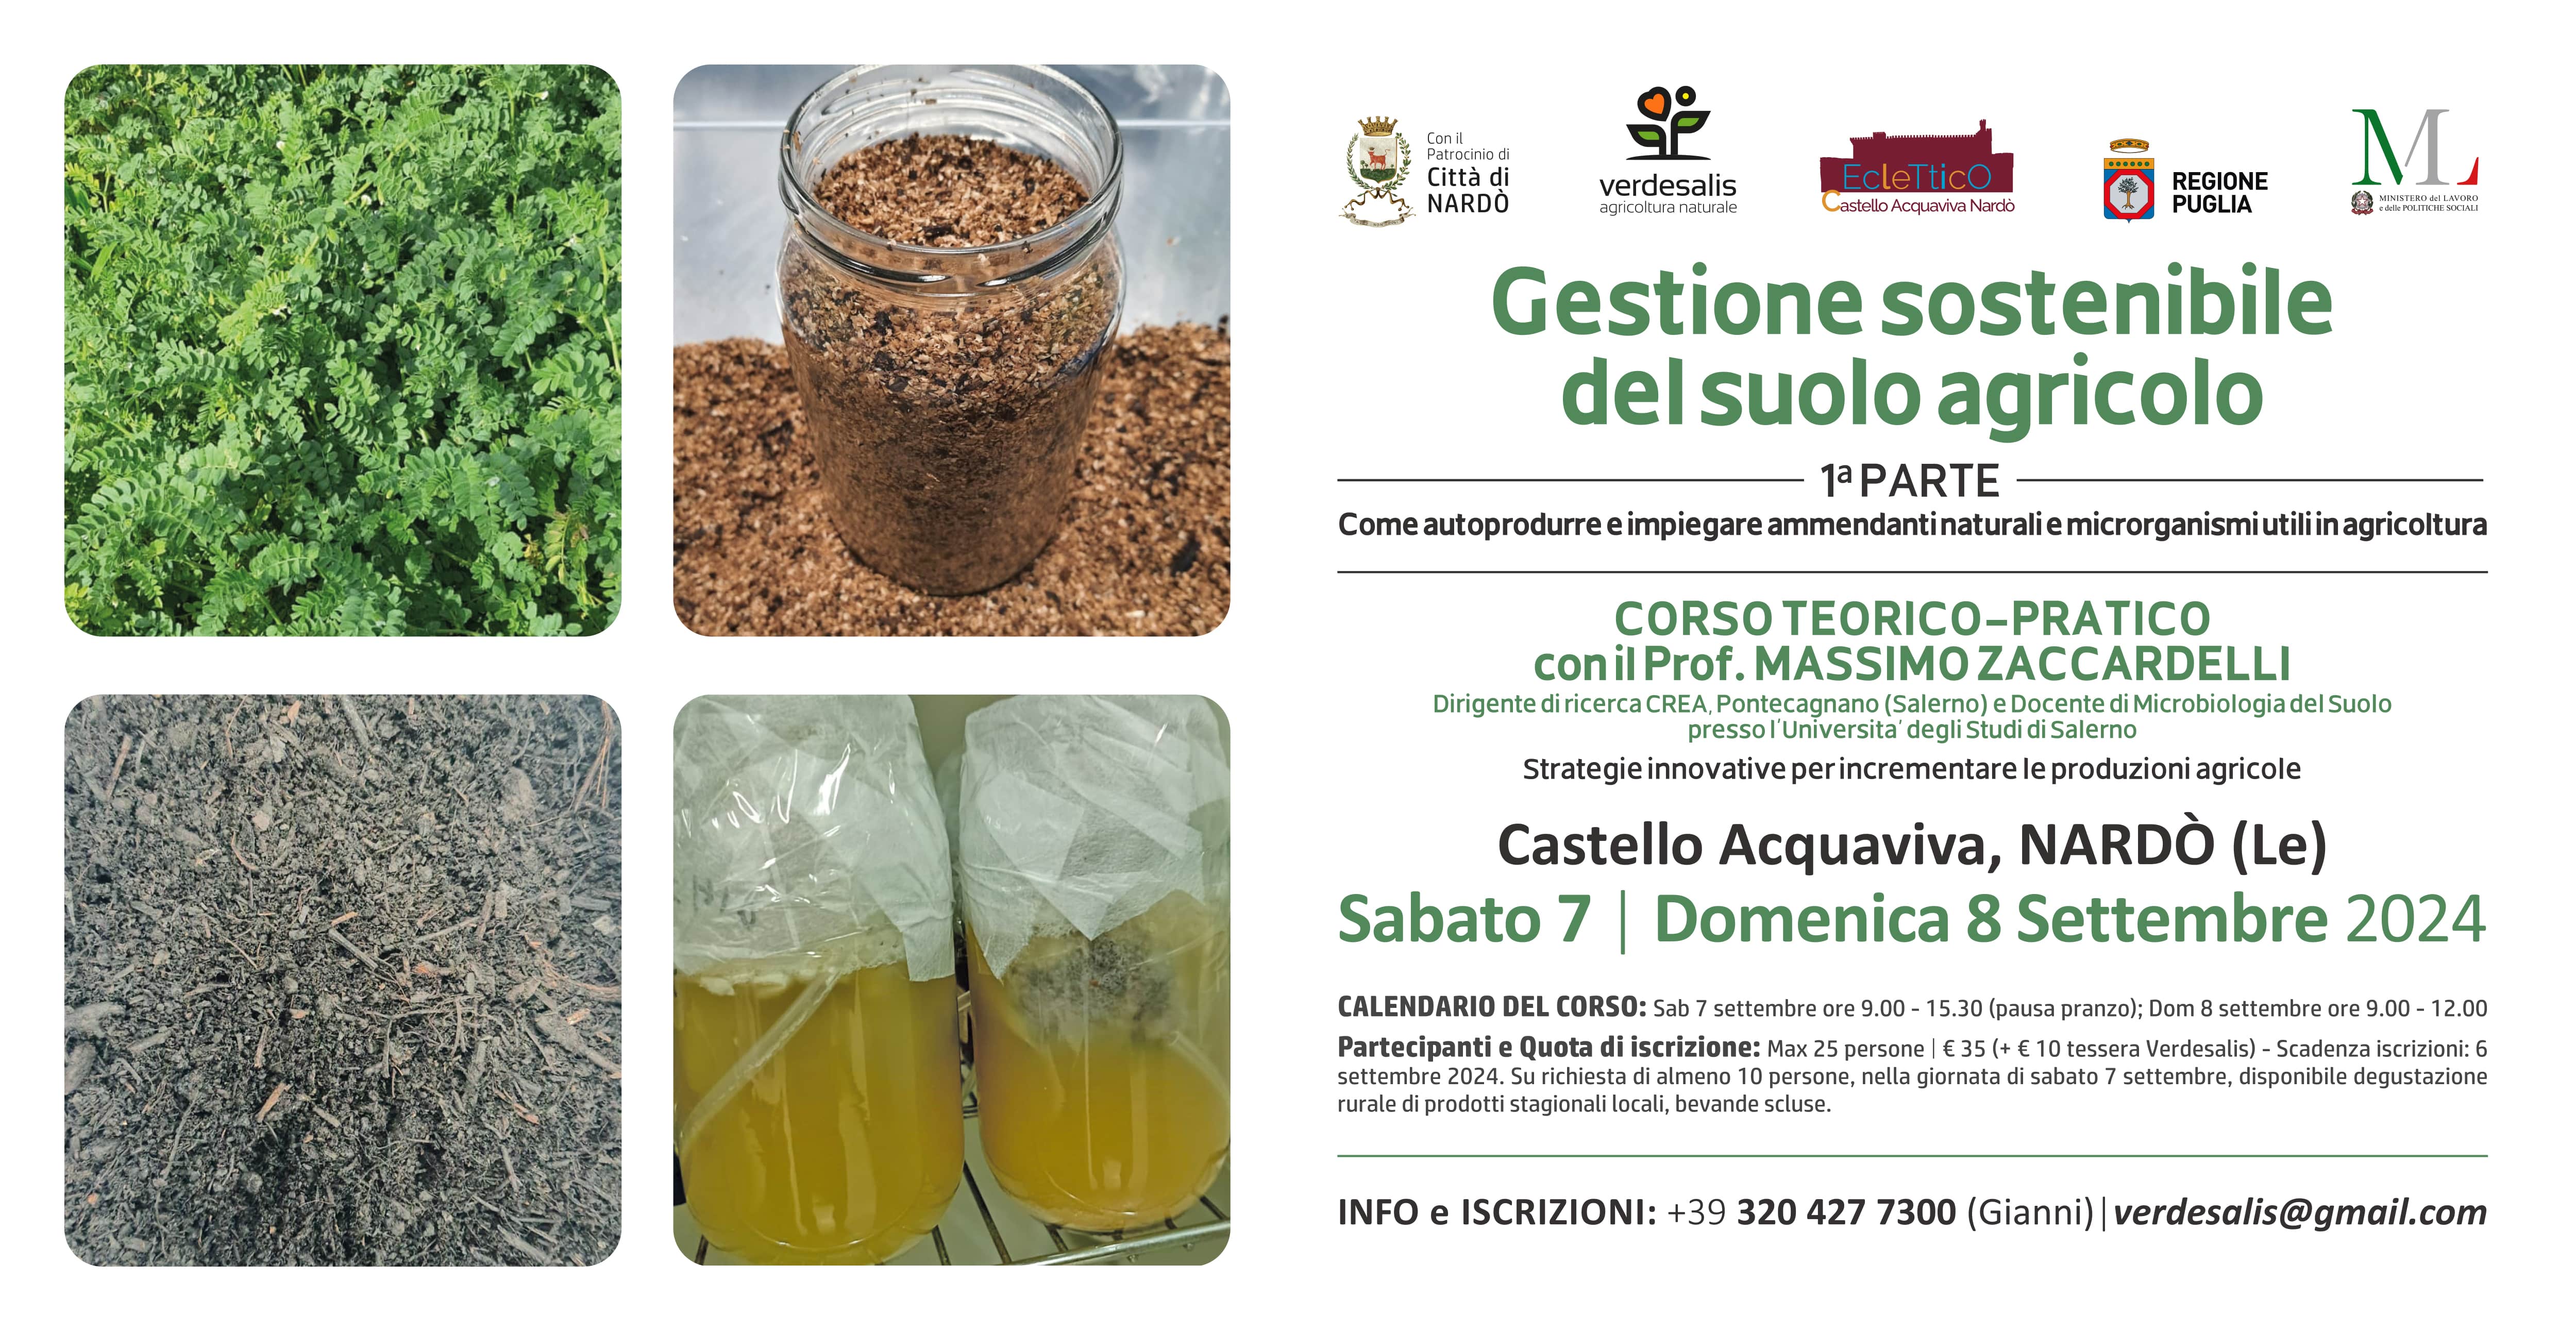 Con il
Patrocinio di
Città di
NARDÒ
verdesalis
agricoltura naturale
EcleTticO
Castello Acquaviva Nardò
REGIONE
PUGLIA
ML
MINISTERO del LAVORO
e delle POLITICHE SOCIALI
Gestione sostenibile
del suolo agricolo
1ª PARTE
Come autoprodurre e impiegare ammendanti naturali e microrganismi utili in agricoltura
CORSO TEORICO-PRATICO
con il Prof. MASSIMO ZACCARDELLI
Dirigente di ricerca CREA, Pontecagnano (Salerno) e Docente di Microbiologia del Suolo
presso l'Universita' degli Studi di Salerno
Strategie innovative per incrementare le produzioni agricole
Castello Acquaviva, NARDÒ (Le)
Sabato 7 | Domenica 8 Settembre 2024
CALENDARIO DEL CORSO: Sab 7 settembre ore 9.00 - 15.30 (pausa pranzo); Dom 8 settembre ore 9.00 - 12.00
Partecipanti e Quota di iscrizione: Max 25 persone | € 35 (+ € 10 tessera Verdesalis) - Scadenza iscrizioni: 6
settembre 2024. Su richiesta di almeno 10 persone, nella giornata di sabato 7 settembre, disponibile degustazione
rurale di prodotti stagionali locali, bevande scluse.
INFO e ISCRIZIONI: +39 320 427 7300 (Gianni) | verdesalis@gmail.com